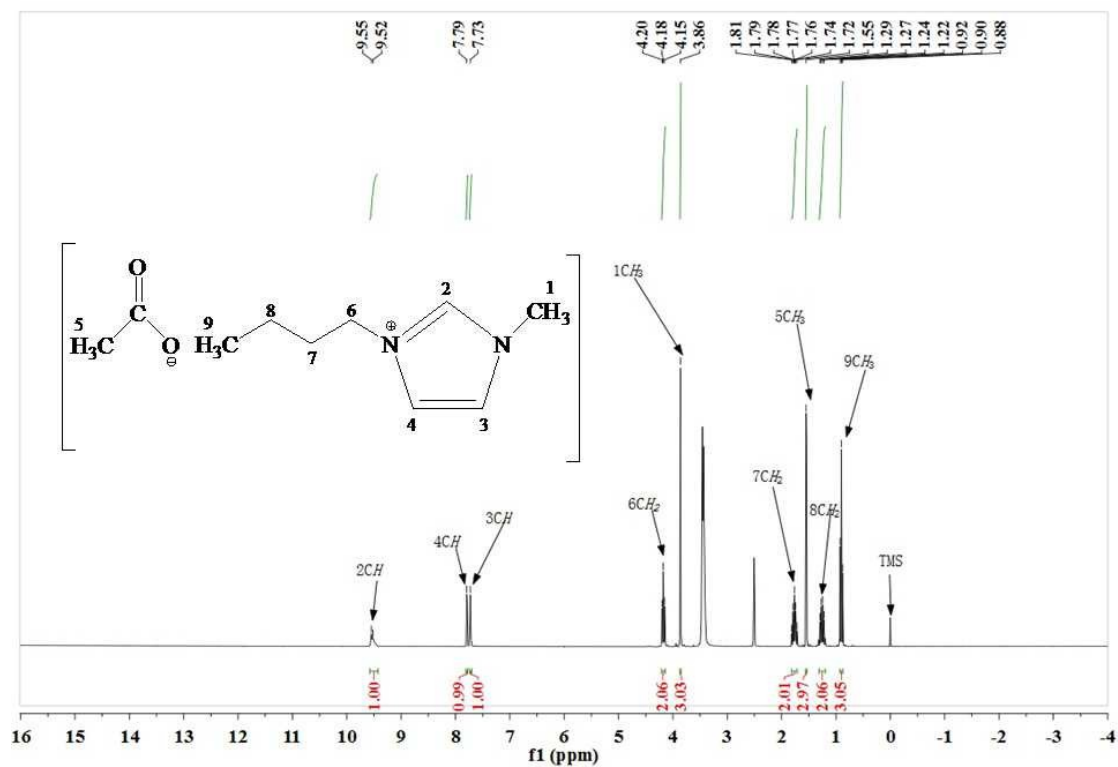 9.55
9.52
7.79
7.73
4.20
4.18
4.15
3.86
1.81
1.79
1.78
1.77
1.76
1.74
1.72
1.55
1.29
1.27
1.24
1.22
0.92
0.90
0.88
O
5
H₃C
C
O
⊖
9
H₃C
8
7
6
N
⊕
2
N
1
CH₃
4
3
2CH
4CH
3CH
6CH₂
1CH₃
7CH₂
5CH₃
8CH₂
9CH₃
TMS
1.00
0.99
1.00
2.06
3.03
2.01
2.97
2.06
3.05
16 15 14 13 12 11 10 9 8 7 6 5 4 3 2 1 0 -1 -2 -3 -4
f1 (ppm)